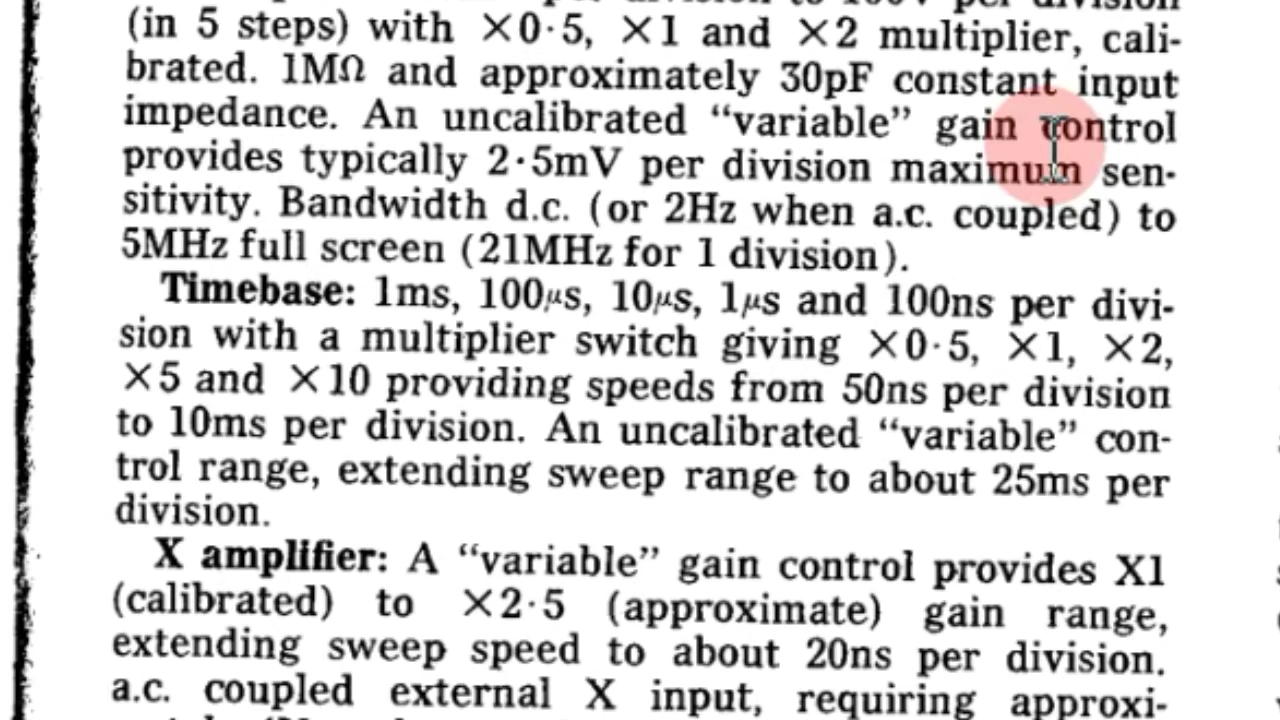 (in 5 steps) with ×0·5, ×1 and ×2 multiplier, cali-
brated. 1MΩ and approximately 30pF constant input
impedance. An uncalibrated “variable” gain control
provides typically 2·5mV per division maximum sen-
sitivity. Bandwidth d.c. (or 2Hz when a.c. coupled) to
5MHz full screen (21MHz for 1 division).
Timebase: 1ms, 100μs, 10μs, 1μs and 100ns per divi-
sion with a multiplier switch giving ×0·5, ×1, ×2,
×5 and ×10 providing speeds from 50ns per division
to 10ms per division. An uncalibrated “variable” con-
trol range, extending sweep range to about 25ms per
division.
X amplifier: A “variable” gain control provides X1
(calibrated) to ×2·5 (approximate) gain range,
extending sweep speed to about 20ns per division.
a.c. coupled external X input, requiring approxi-